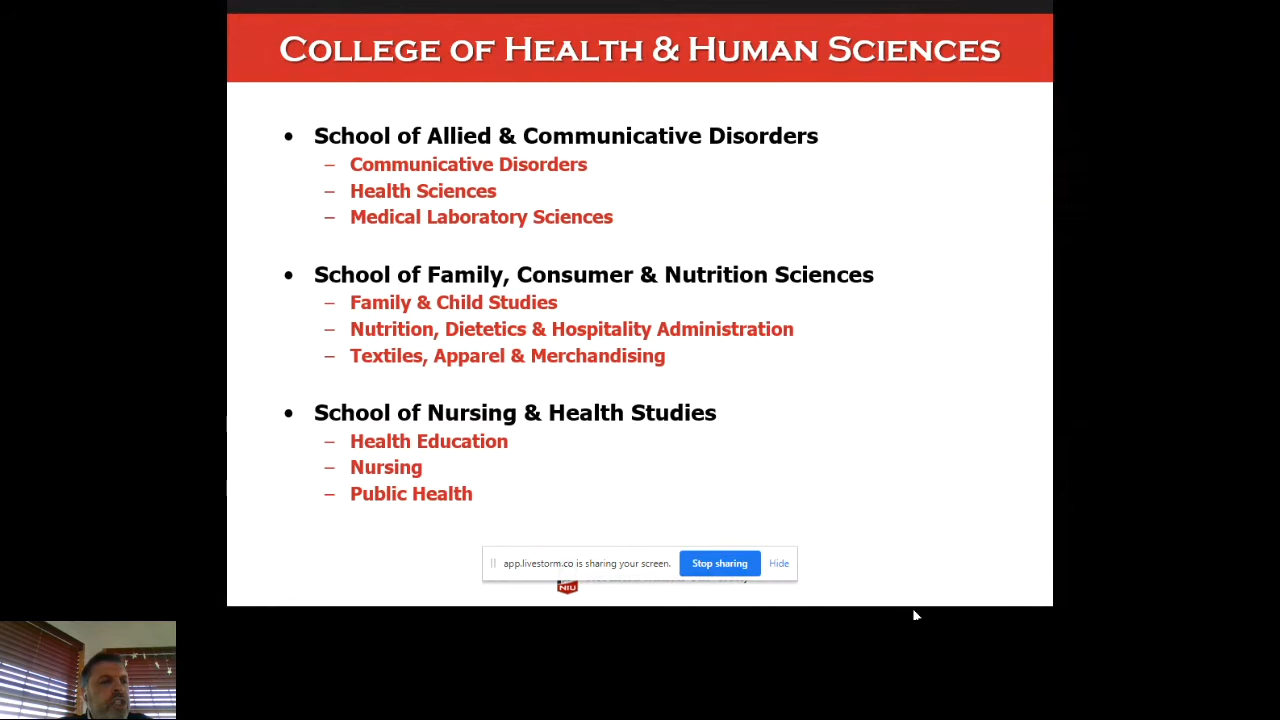 COLLEGE OF HEALTH & HUMAN SCIENCES
• School of Allied & Communicative Disorders
– Communicative Disorders
– Health Sciences
– Medical Laboratory Sciences
• School of Family, Consumer & Nutrition Sciences
– Family & Child Studies
– Nutrition, Dietetics & Hospitality Administration
– Textiles, Apparel & Merchandising
• School of Nursing & Health Studies
– Health Education
– Nursing
– Public Health
app.livestorm.co is sharing your screen. Stop sharing Hide
NIU